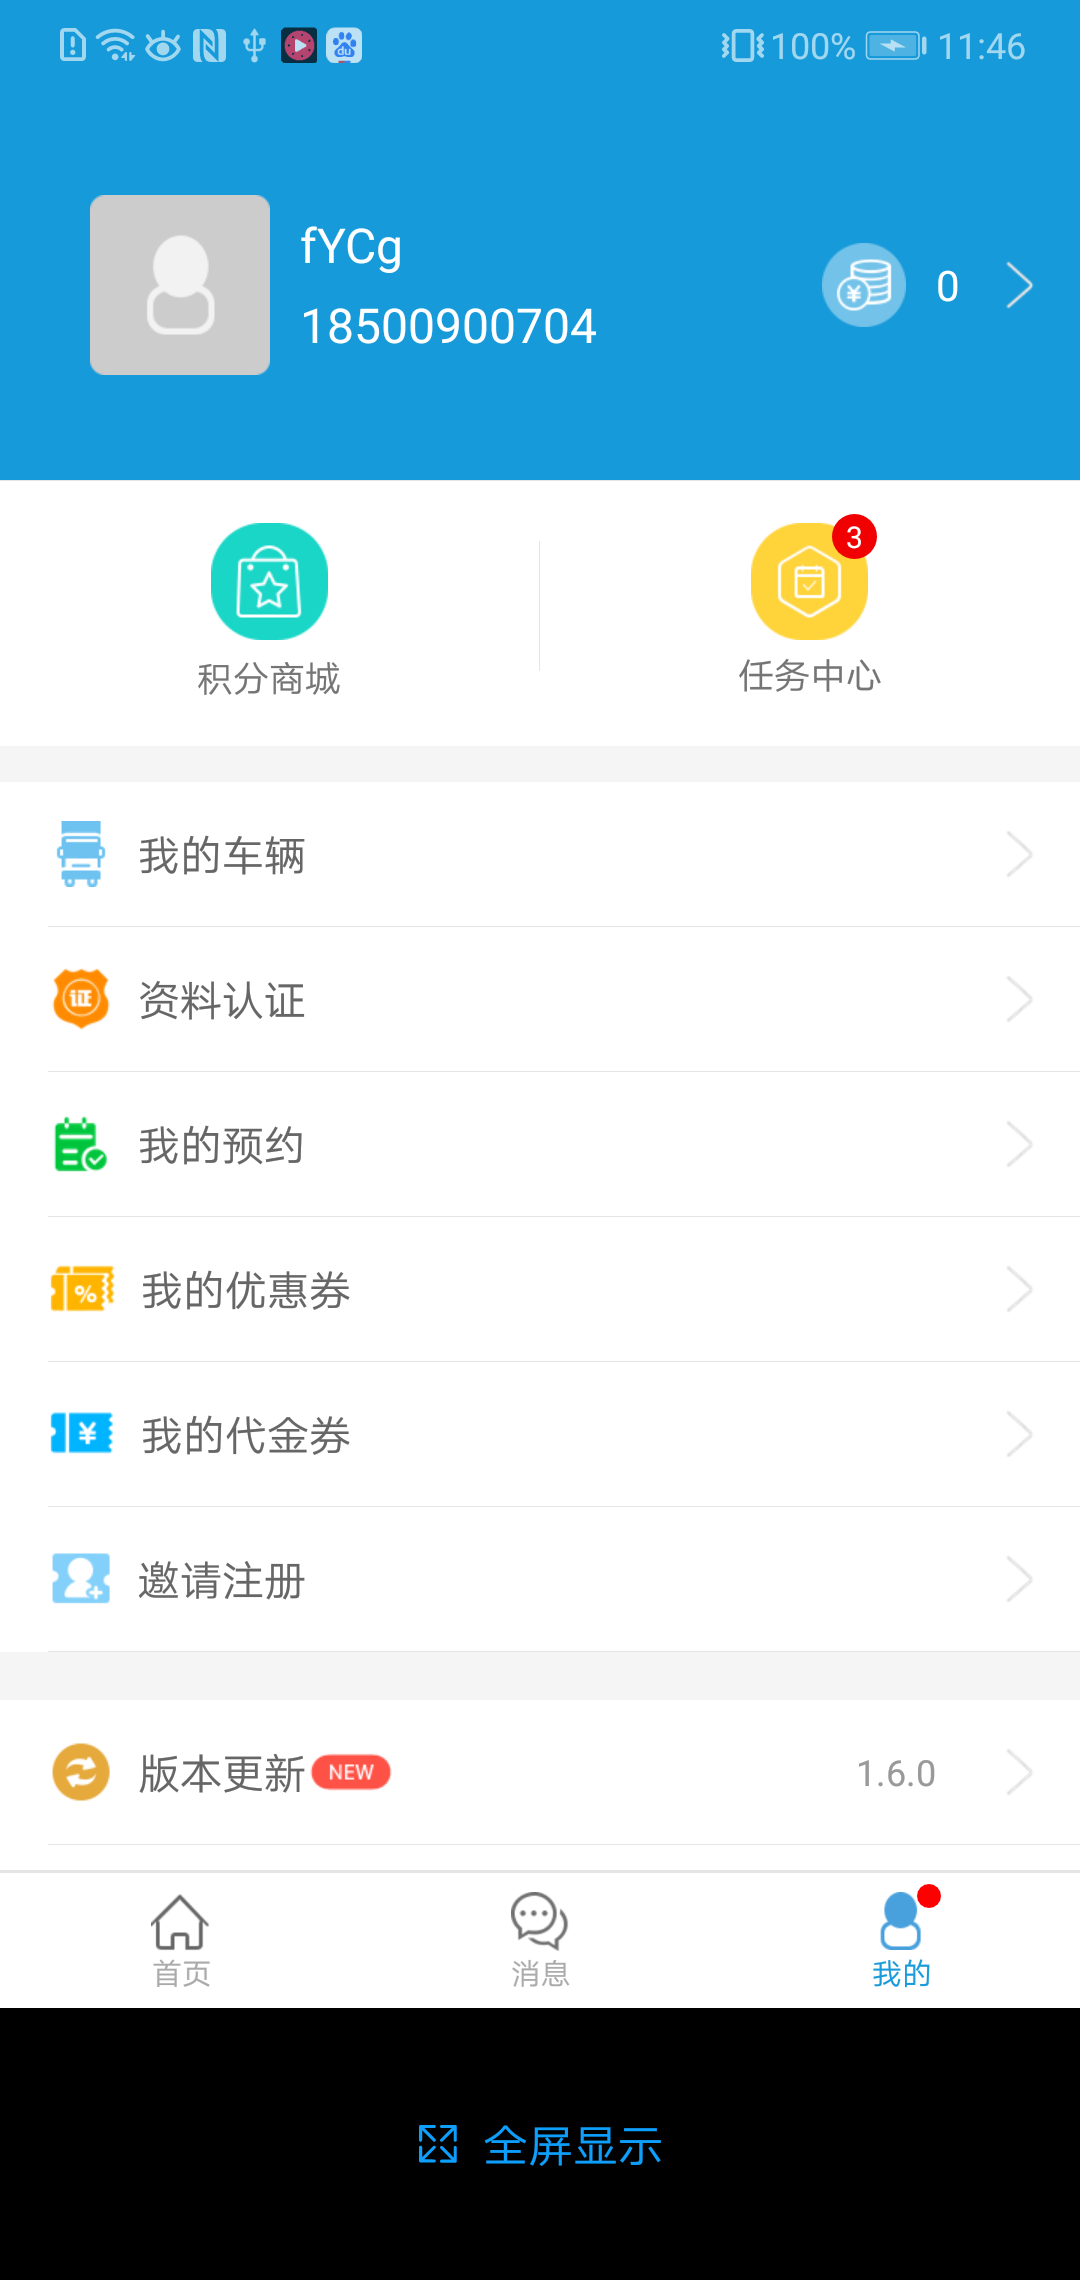 100% 11:46
fYCg
18500900704
0
积分商城
3
任务中心
我的车辆
证 资料认证
我的预约
% 我的优惠券
¥ 我的代金券
邀请注册
版本更新 NEW 1.6.0
首页 消息 我的
全屏显示